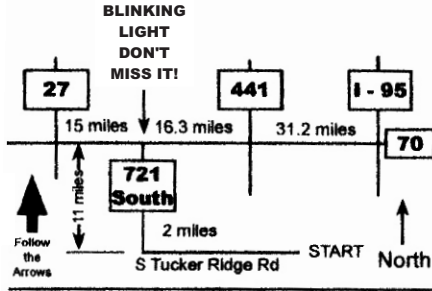 BLINKING
LIGHT
DON'T
MISS IT!
27
441
I - 95
15 miles
16.3 miles
31.2 miles
70
721
South
11 miles
2 miles
Follow
the
Arrows
S Tucker Ridge Rd
START
North